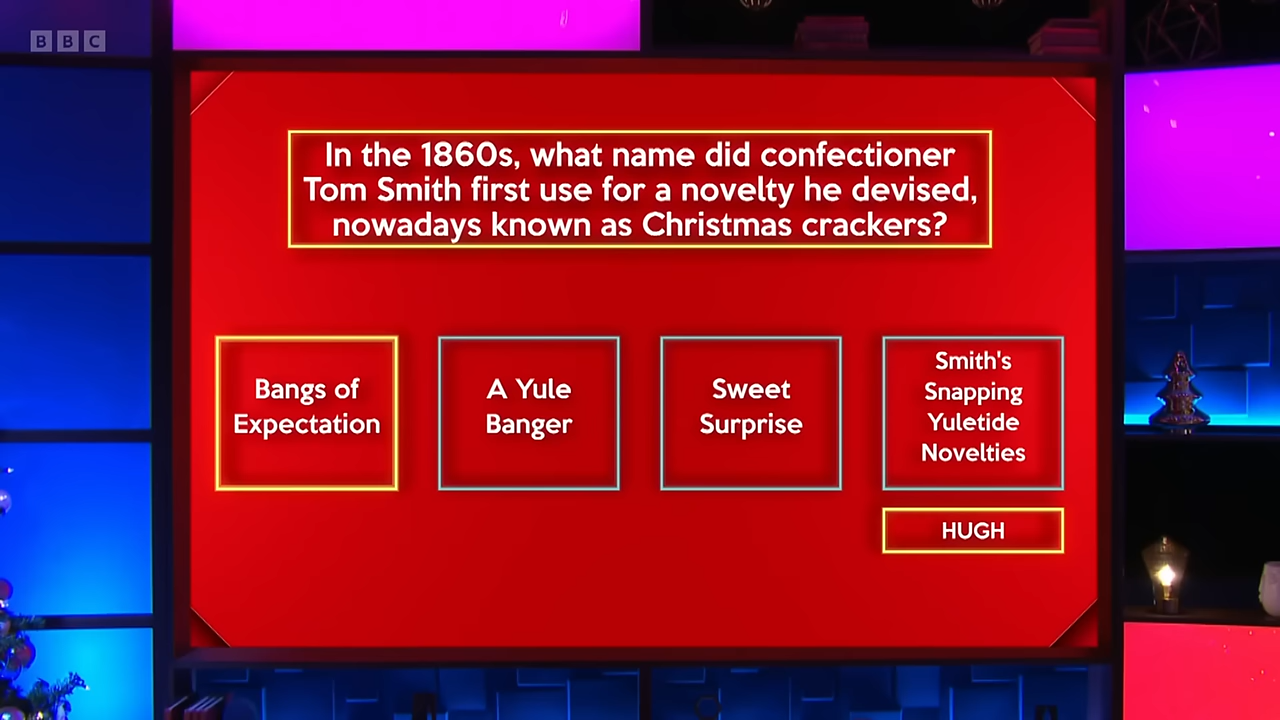 BBC
In the 1860s, what name did confectioner
Tom Smith first use for a novelty he devised,
nowadays known as Christmas crackers?
Bangs of
Expectation
A Yule
Banger
Sweet
Surprise
Smith's
Snapping
Yuletide
Novelties
HUGH